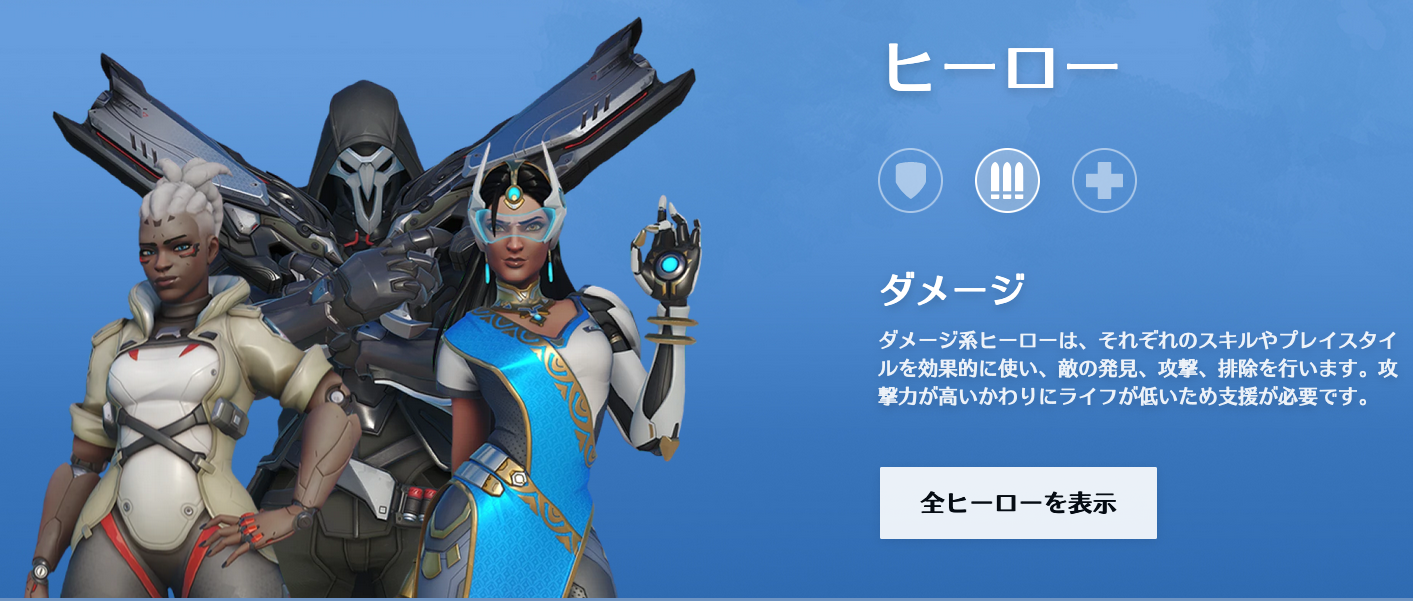 ヒーロー
ダメージ
ダメージ系ヒーローは、それぞれのスキルやプレイスタイ
ルを効果的に使い、敵の発見、攻撃、排除を行います。攻
撃力が高いかわりにライフが低いため支援が必要です。
全ヒーローを表示